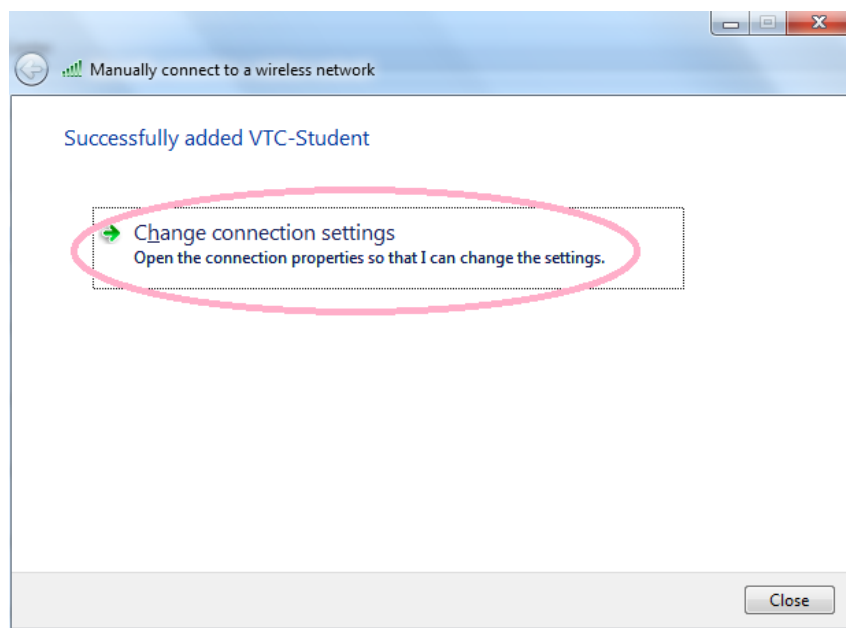 Manually connect to a wireless network
Successfully added VTC-Student
Change connection settings
Open the connection properties so that I can change the settings.
Close